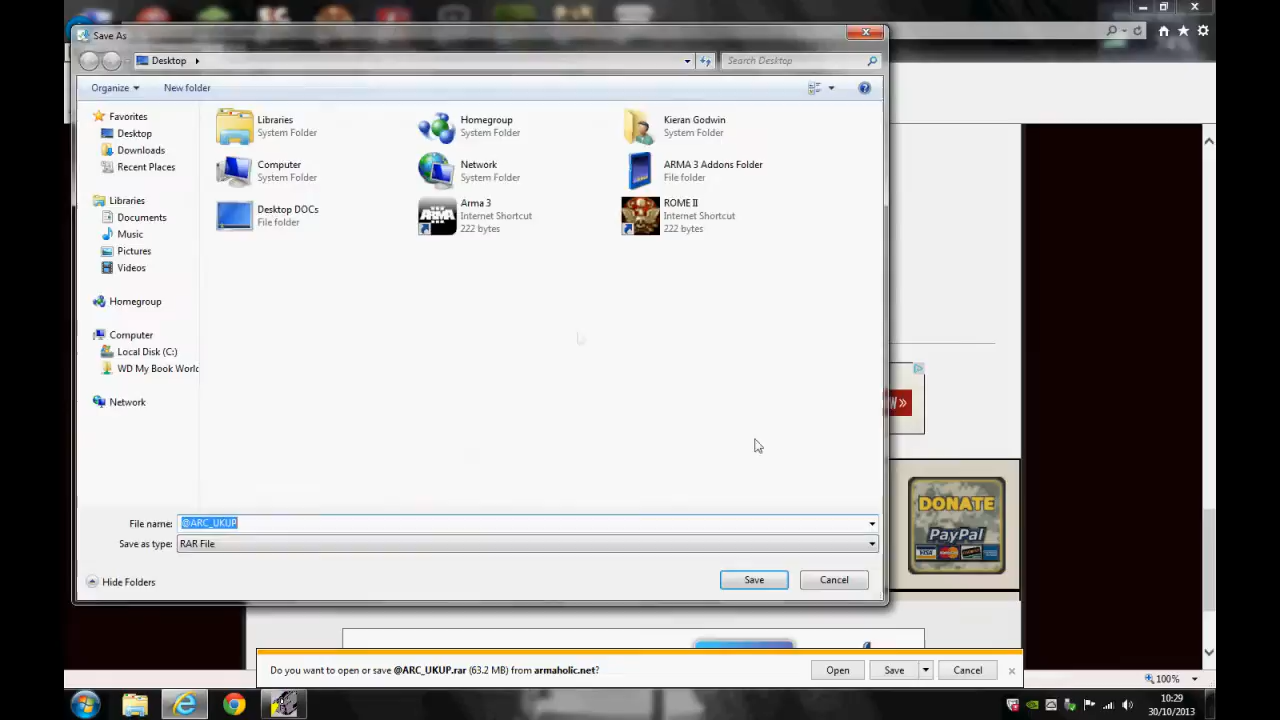 Save As
Desktop
Search Desktop
Organize
New folder
Favorites
Desktop
Downloads
Recent Places
Libraries
Documents
Music
Pictures
Videos
Homegroup
Computer
Local Disk (C:)
WD My Book World
Network
Libraries
System Folder
Homegroup
System Folder
Kieran Godwin
System Folder
Computer
System Folder
Network
System Folder
ARMA 3 Addons Folder
File folder
Desktop DOCs
File folder
Arma 3
Internet Shortcut
222 bytes
ROME II
Internet Shortcut
222 bytes
File name: @ARC_UKUP
Save as type: RAR File
Hide Folders
Save
Cancel
DONATE
PayPal
VISA
Do you want to open or save @ARC_UKUP.rar (63.2 MB) from armaholic.net?
Open
Save
Cancel
100%
10:29
30/10/2013